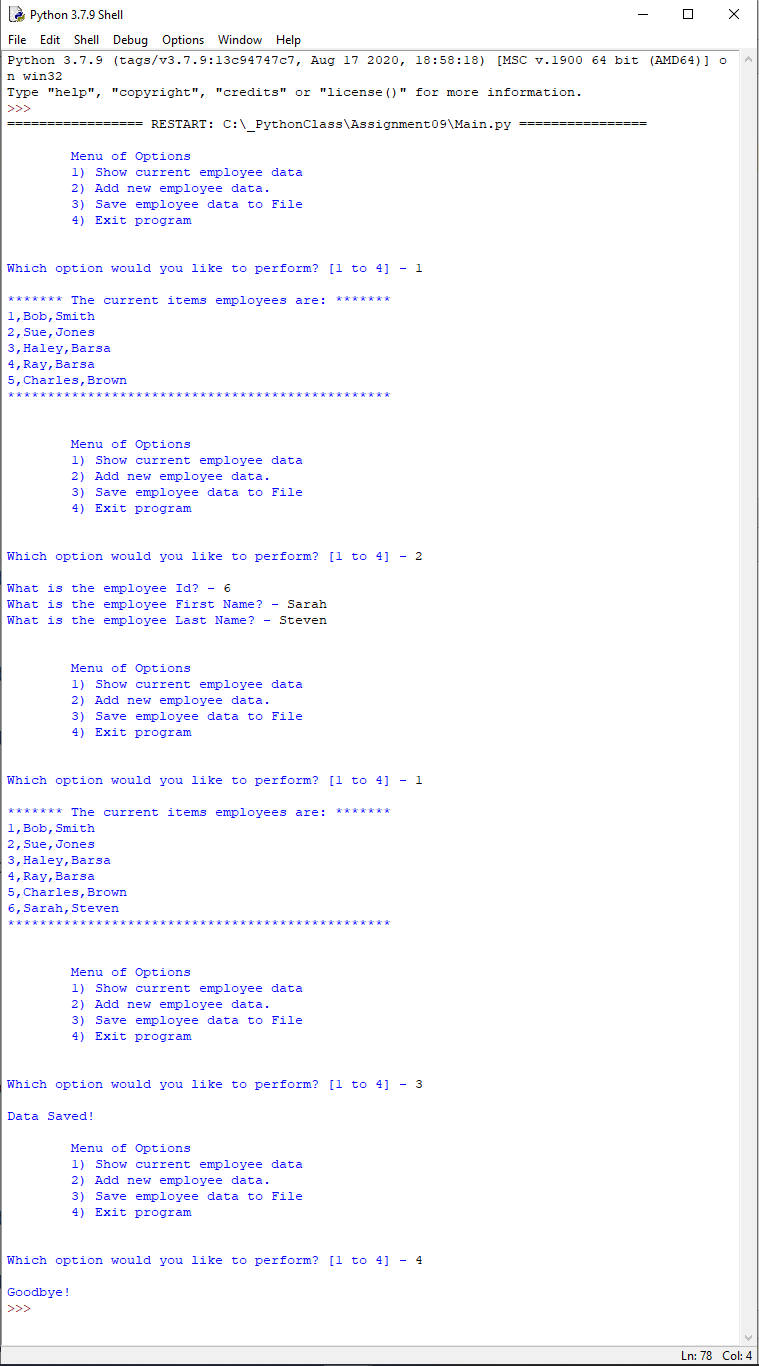 Python 3.7.9 Shell
File Edit Shell Debug Options Window Help
Python 3.7.9 (tags/v3.7.9:13c94747c7, Aug 17 2020, 18:58:18) [MSC v.1900 64 bit (AMD64)] o
n win32
Type "help", "copyright", "credits" or "license()" for more information.
>>>
================= RESTART: C:\_PythonClass\Assignment09\Main.py ================
Menu of Options
1) Show current employee data
2) Add new employee data.
3) Save employee data to File
4) Exit program
Which option would you like to perform? [1 to 4] - 1
******* The current items employees are: *******
1,Bob,Smith
2,Sue,Jones
3,Haley,Barsa
4,Ray,Barsa
5,Charles,Brown
************************************************
Menu of Options
1) Show current employee data
2) Add new employee data.
3) Save employee data to File
4) Exit program
Which option would you like to perform? [1 to 4] - 2
What is the employee Id? - 6
What is the employee First Name? - Sarah
What is the employee Last Name? - Steven
Menu of Options
1) Show current employee data
2) Add new employee data.
3) Save employee data to File
4) Exit program
Which option would you like to perform? [1 to 4] - 1
******* The current items employees are: *******
1,Bob,Smith
2,Sue,Jones
3,Haley,Barsa
4,Ray,Barsa
5,Charles,Brown
6,Sarah,Steven
************************************************
Menu of Options
1) Show current employee data
2) Add new employee data.
3) Save employee data to File
4) Exit program
Which option would you like to perform? [1 to 4] - 3
Data Saved!
Menu of Options
1) Show current employee data
2) Add new employee data.
3) Save employee data to File
4) Exit program
Which option would you like to perform? [1 to 4] - 4
Goodbye!
>>>
Ln: 78 Col: 4